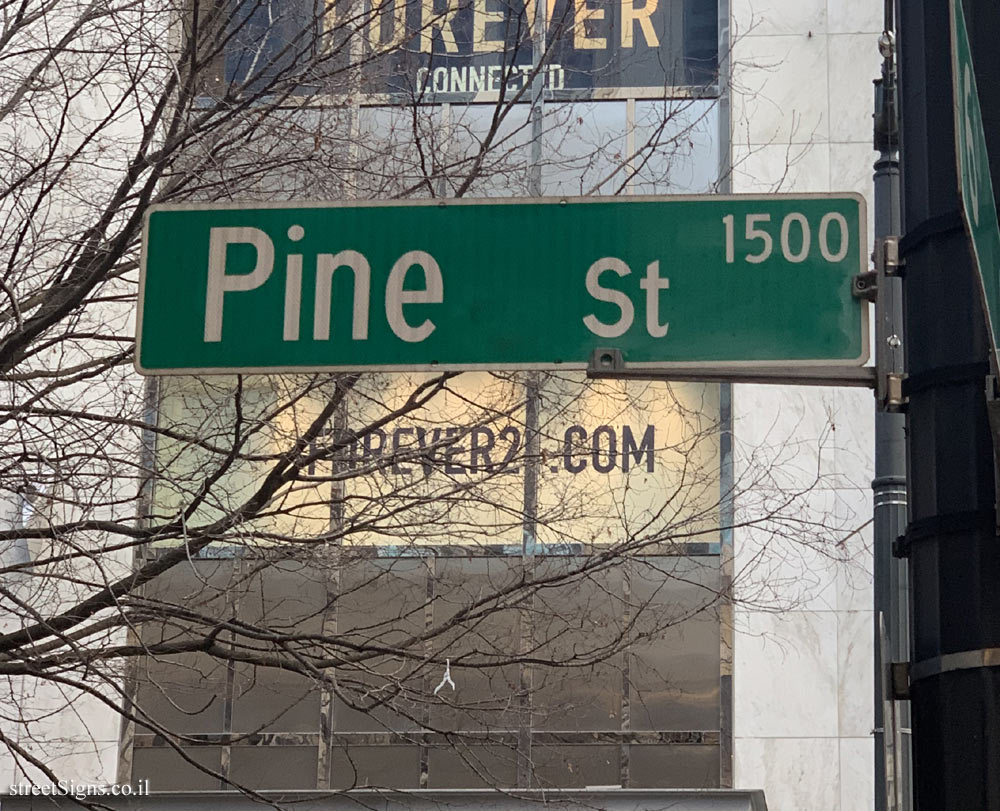 FOREVER
CONNECTED
Pine St 1500
FOREVER21.COM
streetSigns.co.il